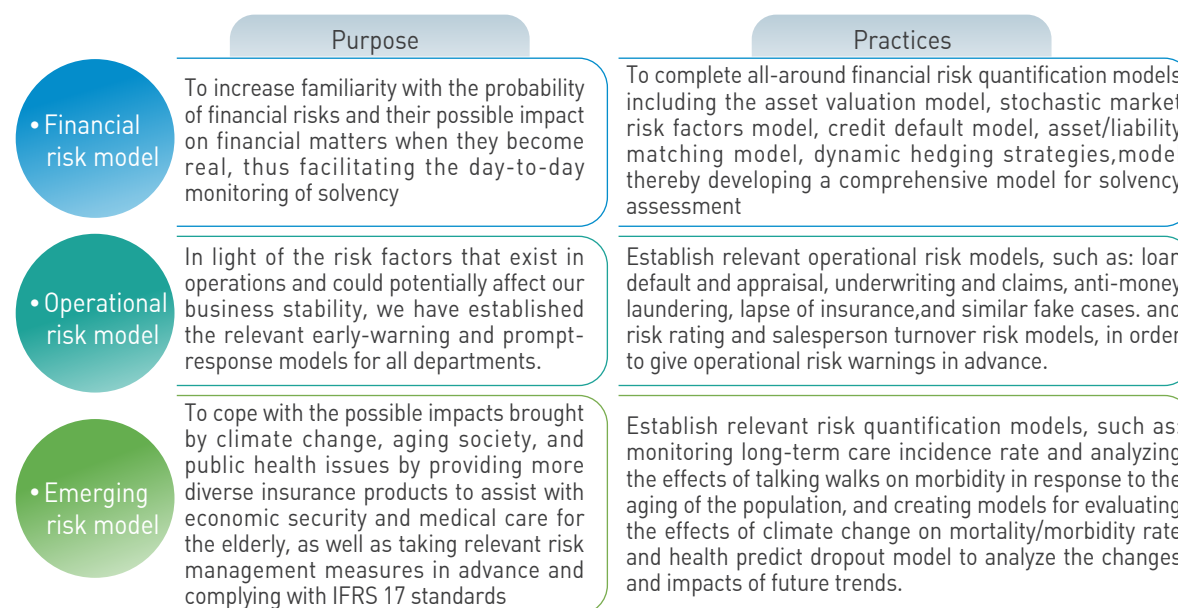 Purpose
Practices
• Financial
risk model
To increase familiarity with the probability
of financial risks and their possible impact
on financial matters when they become
real, thus facilitating the day-to-day
monitoring of solvency
To complete all-around financial risk quantification models
including the asset valuation model, stochastic market
risk factors model, credit default model, asset/liability
matching model, dynamic hedging strategies,mode
thereby developing a comprehensive model for solvency
assessment
• Operational
risk model
In light of the risk factors that exist in
operations and could potentially affect our
business stability, we have established
the relevant early-warning and prompt-
response models for all departments.
Establish relevant operational risk models, such as: loan
default and appraisal, underwriting and claims, anti-money
laundering, lapse of insurance,and similar fake cases. and
risk rating and salesperson turnover risk models, in order
to give operational risk warnings in advance.
• Emerging
risk model
To cope with the possible impacts brought
by climate change, aging society, and
public health issues by providing more
diverse insurance products to assist with
economic security and medical care for
the elderly, as well as taking relevant risk
management measures in advance and
complying with IFRS 17 standards
Establish relevant risk quantification models, such as:
monitoring long-term care incidence rate and analyzing
the effects of talking walks on morbidity in response to the
aging of the population, and creating models for evaluating
the effects of climate change on mortality/morbidity rate
and health predict dropout model to analyze the changes
and impacts of future trends.